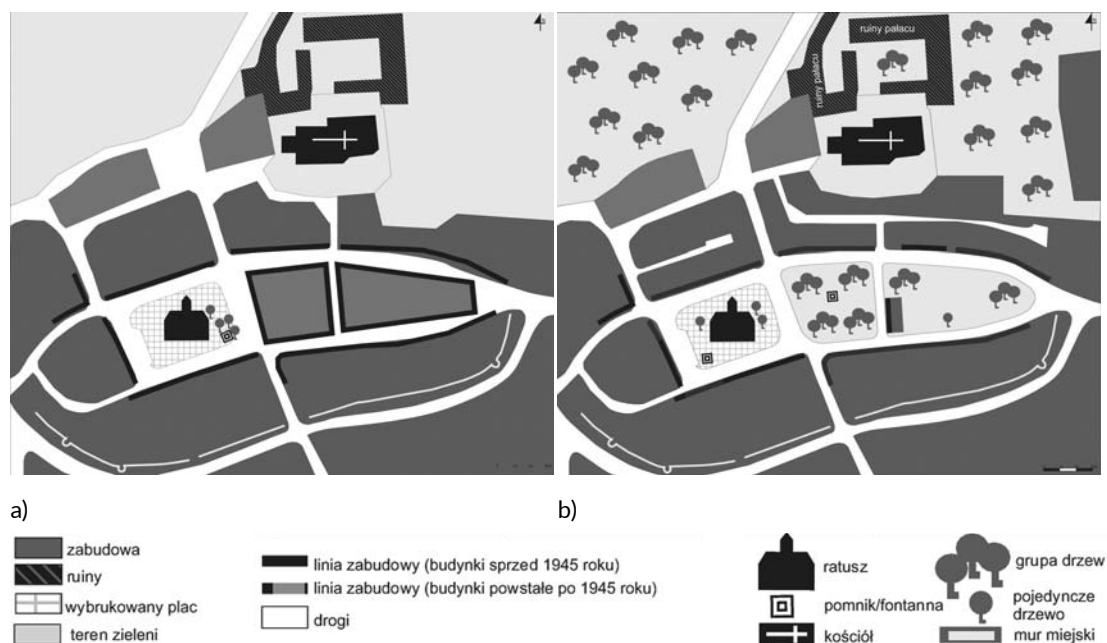 ruiny pałacu
ruiny pałacu
a)
b)
zabudowa
ruiny
wybrukowany plac
teren zieleni
linia zabudowy (budynki sprzed 1945 roku)
linia zabudowy (budynki powstałe po 1945 roku)
drogi
ratusz
pomnik/fontanna
kościół
grupa drzew
pojedyncze
drzewo
mur miejski